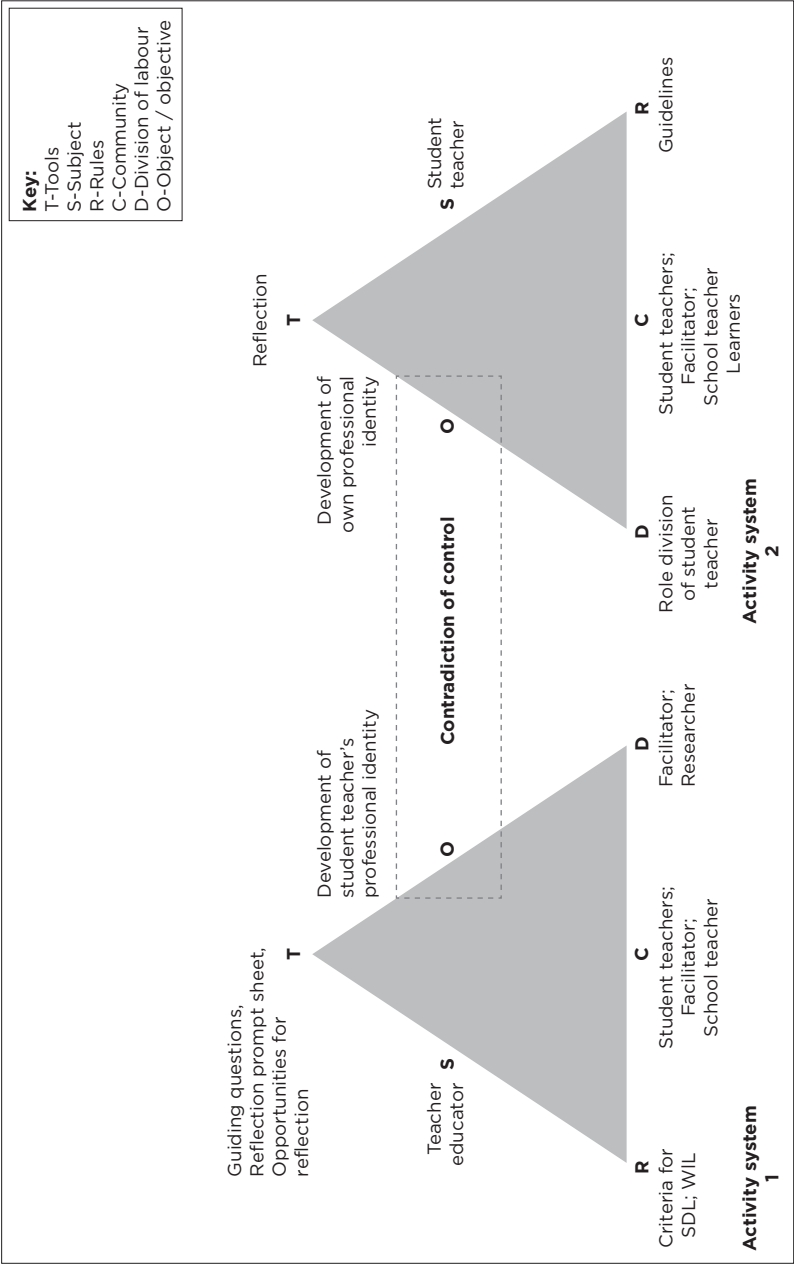 Key:
T-Tools
S-Subject
R-Rules
C-Community
D-Division of labour
O-Object / objective
Guiding questions,
Reflection prompt sheet,
Opportunities for
reflection
T
Development of
student teacher's
professional identity
Teacher
educator
S
O
R
Criteria for
SDL; WIL
C
Student teachers;
Facilitator;
School teacher
D
Facilitator;
Researcher
Activity system
1
Contradiction of control
Reflection
T
Development of
own professional
identity
O
S
Student
teacher
D
Role division
of student
teacher
C
Student teachers;
Facilitator;
School teacher
Learners
R
Guidelines
Activity system
2